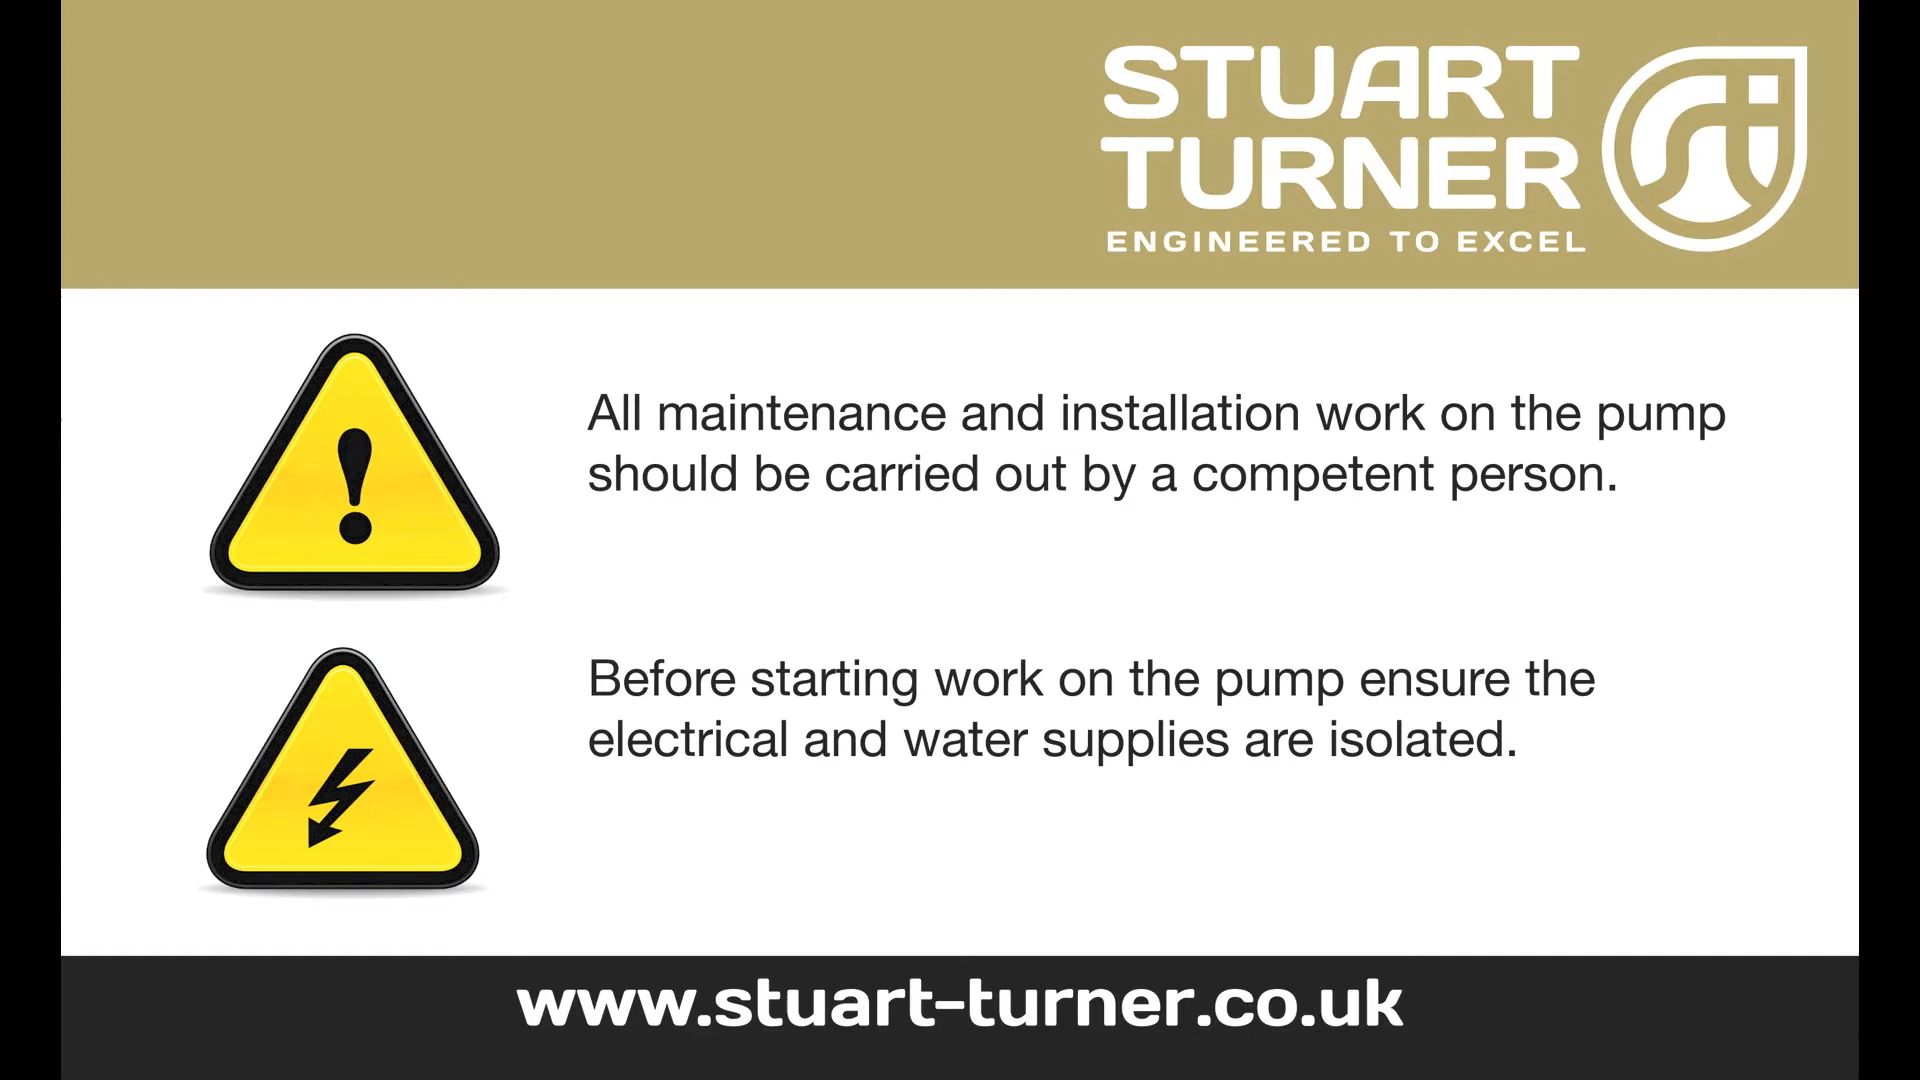 STUART
TURNER
ENGINEERED TO EXCEL
All maintenance and installation work on the pump
should be carried out by a competent person.
Before starting work on the pump ensure the
electrical and water supplies are isolated.
www.stuart-turner.co.uk